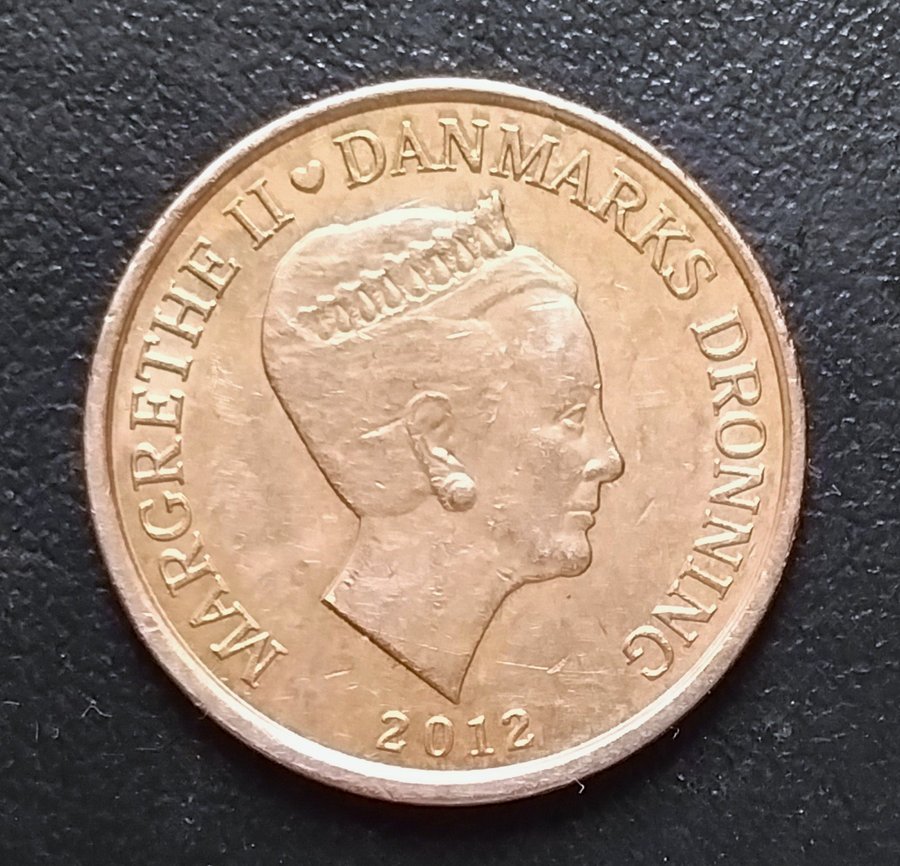 MARGRETHE II ♥ DANMARKS DRONNING
2012